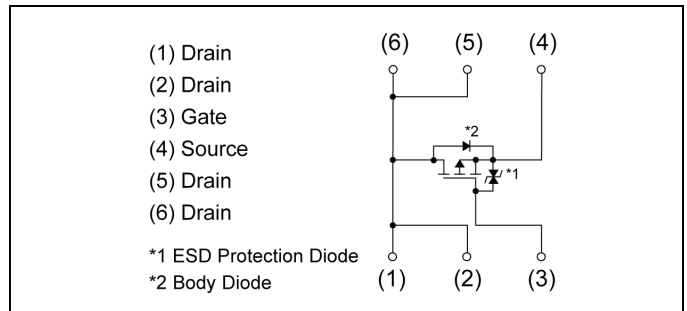 (1) Drain
(2) Drain
(3) Gate
(4) Source
(5) Drain
(6) Drain
*1 ESD Protection Diode
*2 Body Diode
(6) (5) (4)
*2
*1
(1) (2) (3)